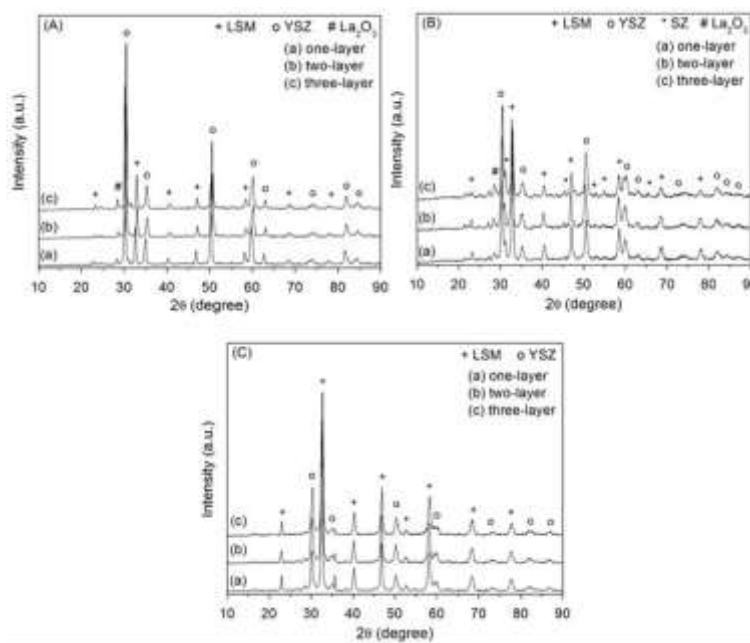 (A) + LSM o YSZ # La₂O₃
(a) one-layer
(b) two-layer
(c) three-layer
Intensity (a.u.)
(c)
(b)
(a)
10 20 30 40 50 60 70 80 90
2θ (degree)
(B) + LSM o YSZ * SZ # La₂O₃
(a) one-layer
(b) two-layer
(c) three-layer
Intensity (a.u.)
(c)
(b)
(a)
10 20 30 40 50 60 70 80 90
2θ (degree)
(C) + LSM o YSZ
(a) one-layer
(b) two-layer
(c) three-layer
Intensity (a.u.)
(c)
(b)
(a)
10 20 30 40 50 60 70 80 90
2θ (degree)